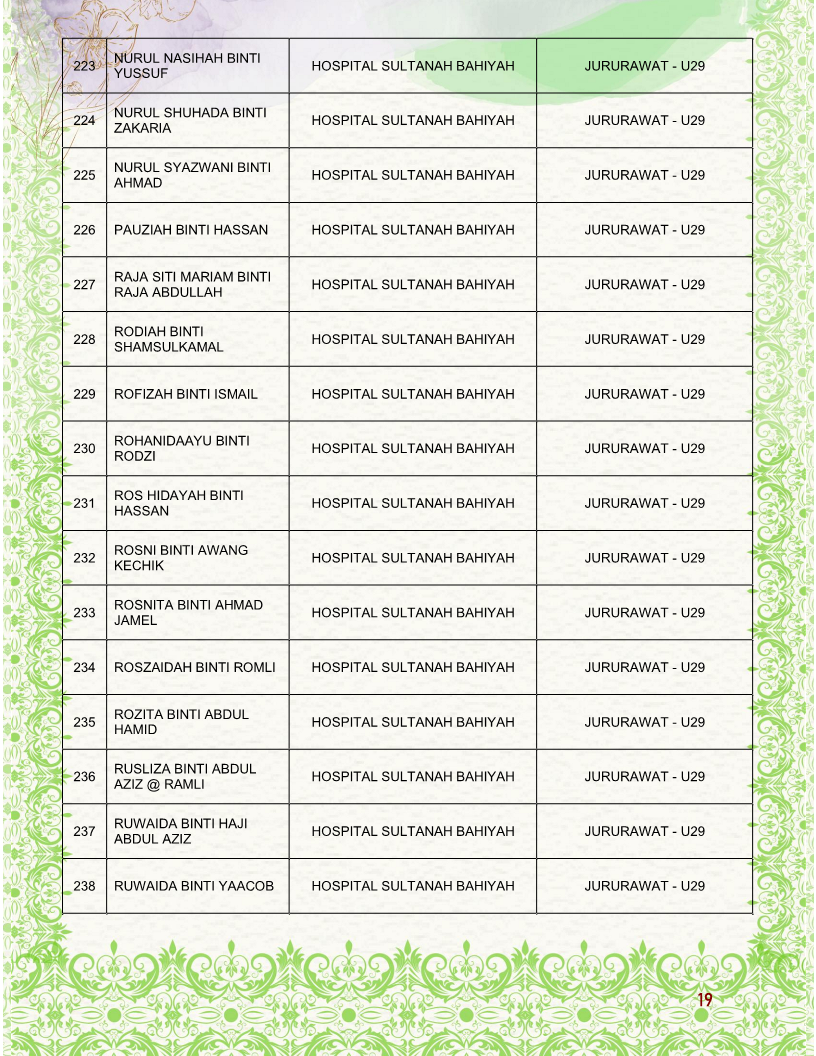 223 NURUL NASIHAH BINTI YUSSUF HOSPITAL SULTANAH BAHIYAH JURURAWAT - U29
224 NURUL SHUHADA BINTI ZAKARIA HOSPITAL SULTANAH BAHIYAH JURURAWAT - U29
225 NURUL SYAZWANI BINTI AHMAD HOSPITAL SULTANAH BAHIYAH JURURAWAT - U29
226 PAUZIAH BINTI HASSAN HOSPITAL SULTANAH BAHIYAH JURURAWAT - U29
227 RAJA SITI MARIAM BINTI RAJA ABDULLAH HOSPITAL SULTANAH BAHIYAH JURURAWAT - U29
228 RODIAH BINTI SHAMSULKAMAL HOSPITAL SULTANAH BAHIYAH JURURAWAT - U29
229 ROFIZAH BINTI ISMAIL HOSPITAL SULTANAH BAHIYAH JURURAWAT - U29
230 ROHANIDAAYU BINTI RODZI HOSPITAL SULTANAH BAHIYAH JURURAWAT - U29
231 ROS HIDAYAH BINTI HASSAN HOSPITAL SULTANAH BAHIYAH JURURAWAT - U29
232 ROSNI BINTI AWANG KECHIK HOSPITAL SULTANAH BAHIYAH JURURAWAT - U29
233 ROSNITA BINTI AHMAD JAMEL HOSPITAL SULTANAH BAHIYAH JURURAWAT - U29
234 ROSZAIDAH BINTI ROMLI HOSPITAL SULTANAH BAHIYAH JURURAWAT - U29
235 ROZITA BINTI ABDUL HAMID HOSPITAL SULTANAH BAHIYAH JURURAWAT - U29
236 RUSLIZA BINTI ABDUL AZIZ @ RAMLI HOSPITAL SULTANAH BAHIYAH JURURAWAT - U29
237 RUWAIDA BINTI HAJI ABDUL AZIZ HOSPITAL SULTANAH BAHIYAH JURURAWAT - U29
238 RUWAIDA BINTI YAACOB HOSPITAL SULTANAH BAHIYAH JURURAWAT - U29
19